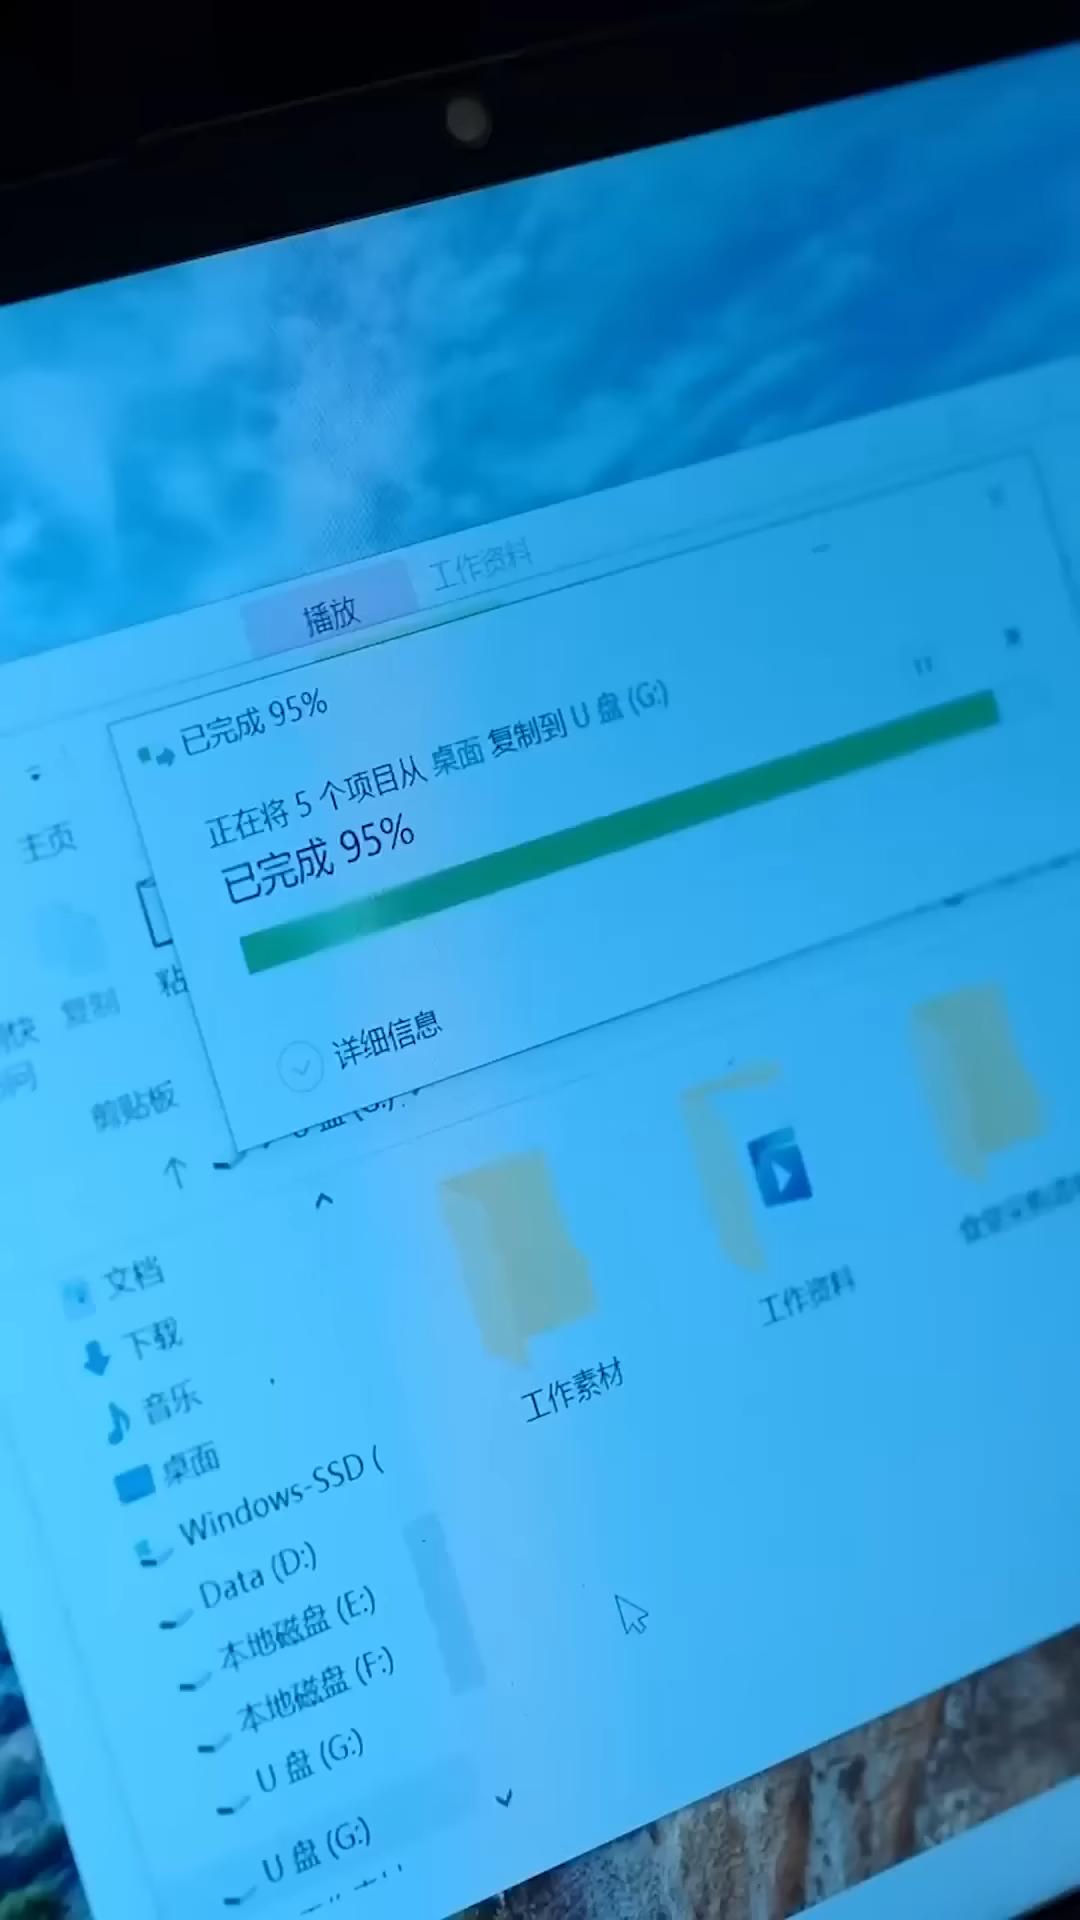 播放
工作资料
已完成 95%
正在将 5 个项目从 桌面 复制到 U 盘 (G:)
已完成 95%
详细信息
主页
复制
粘
快
问
剪贴板
U 盘 (G:)
文档
下载
音乐
桌面
Windows-SSD (
Data (D:)
本地磁盘 (E:)
本地磁盘 (F:)
U 盘 (G:)
U 盘 (G:)
工作素材
工作资料